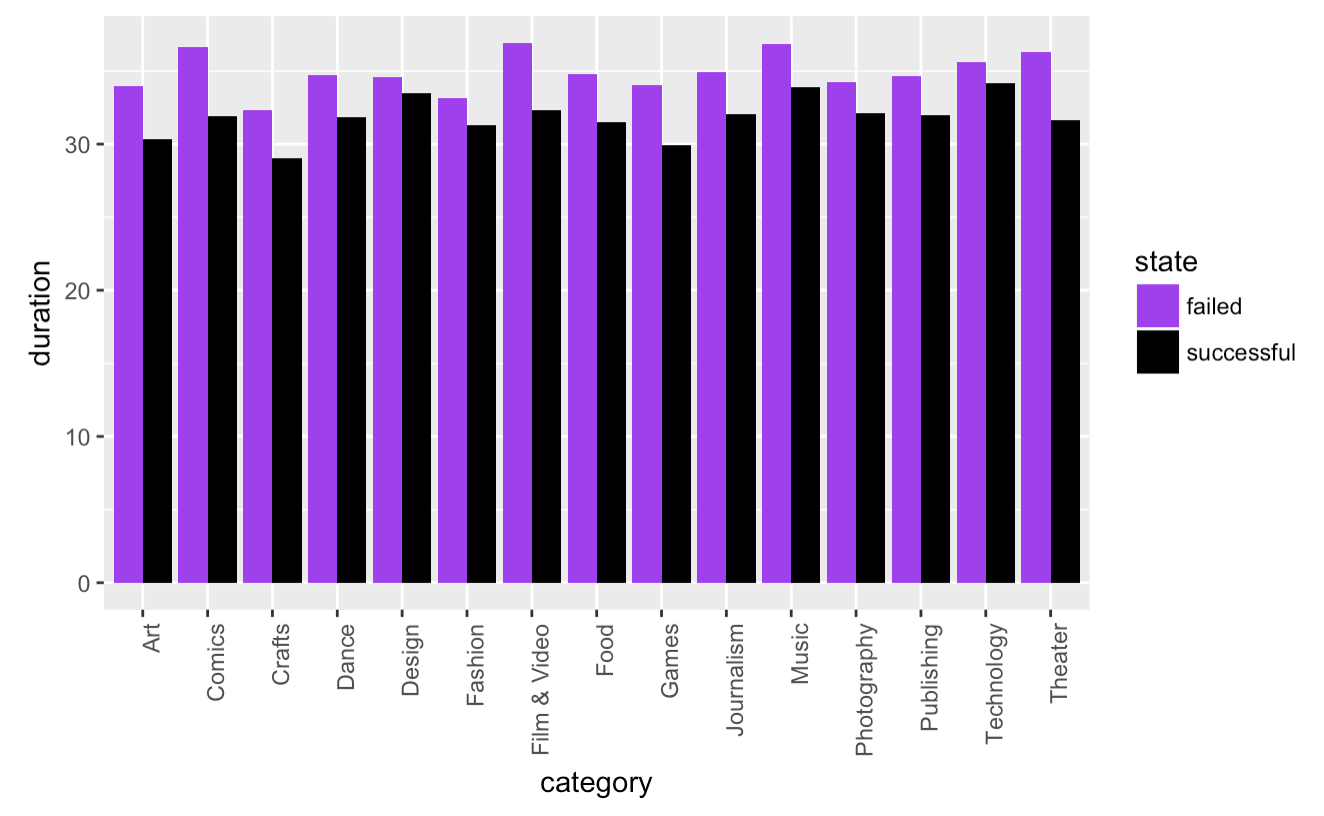 duration
30
20
10
0
Art
Comics
Crafts
Dance
Design
Fashion
Film & Video
Food
Games
Journalism
Music
Photography
Publishing
Technology
Theater
category
state
failed
successful